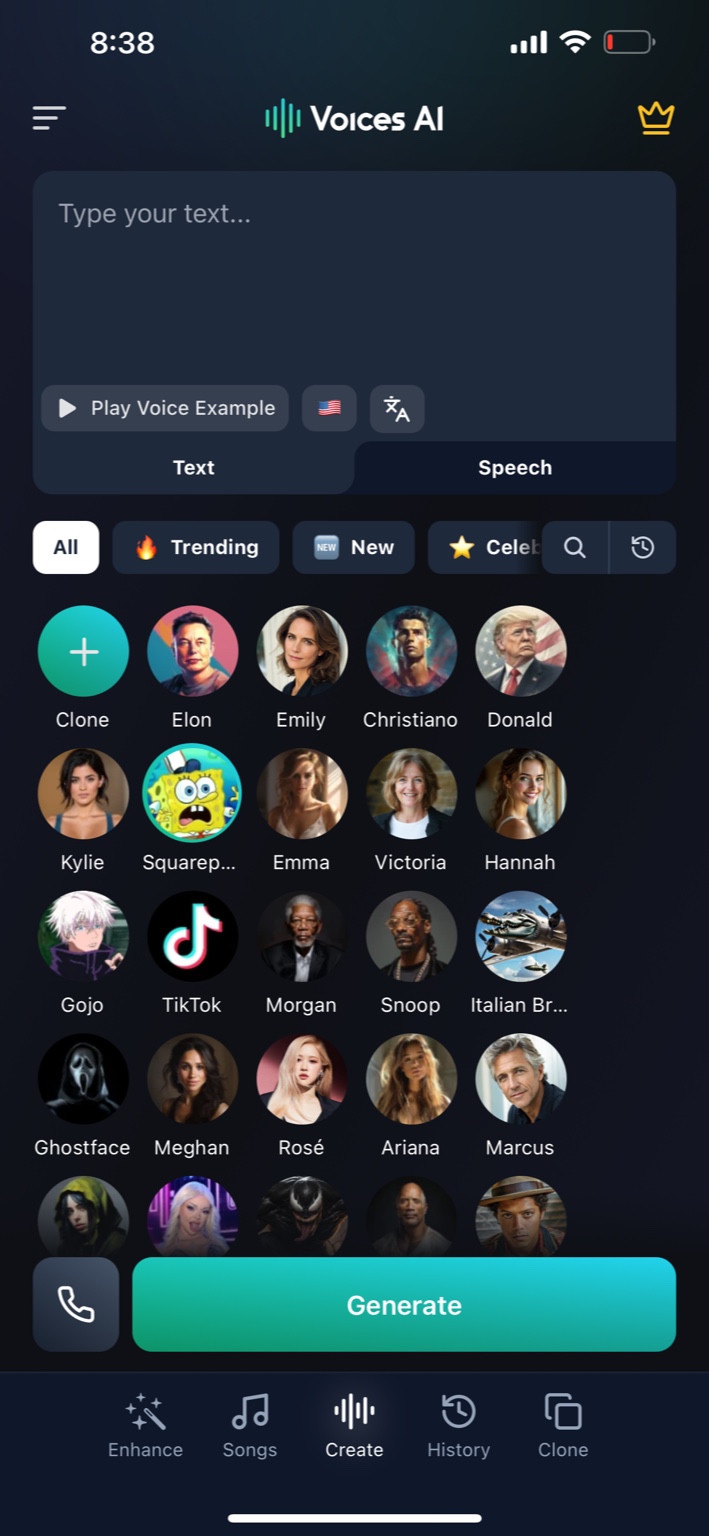 8:38
Voices AI
Type your text...
Play Voice Example
Text Speech
All Trending NEW New Celeb
Clone Elon Emily Christiano Donald
Kylie Squarep... Emma Victoria Hannah
Gojo TikTok Morgan Snoop Italian Br...
Ghostface Meghan Rosé Ariana Marcus
Generate
Enhance Songs Create History Clone